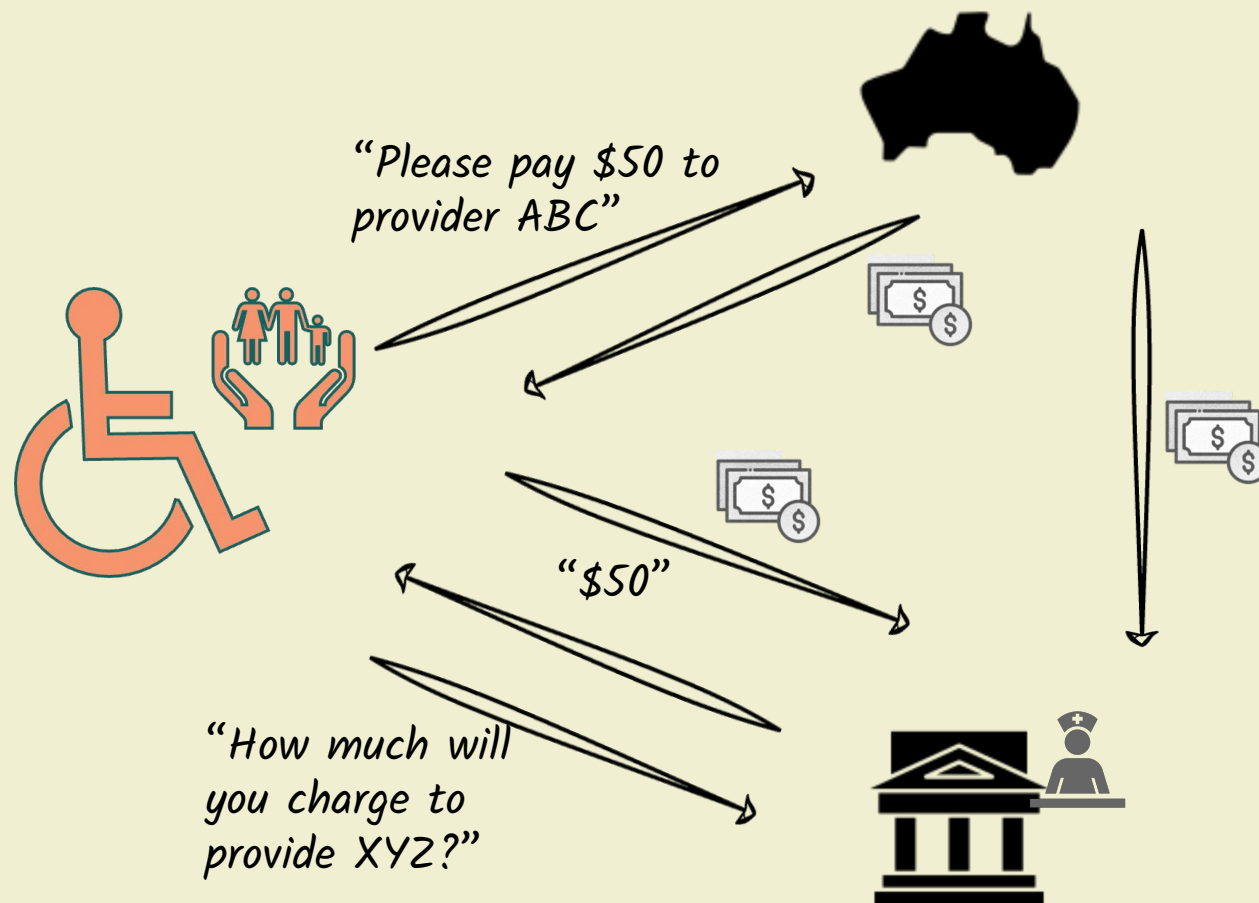 “Please pay $50 to
provider ABC”
“$50”
“How much will
you charge to
provide XYZ?”